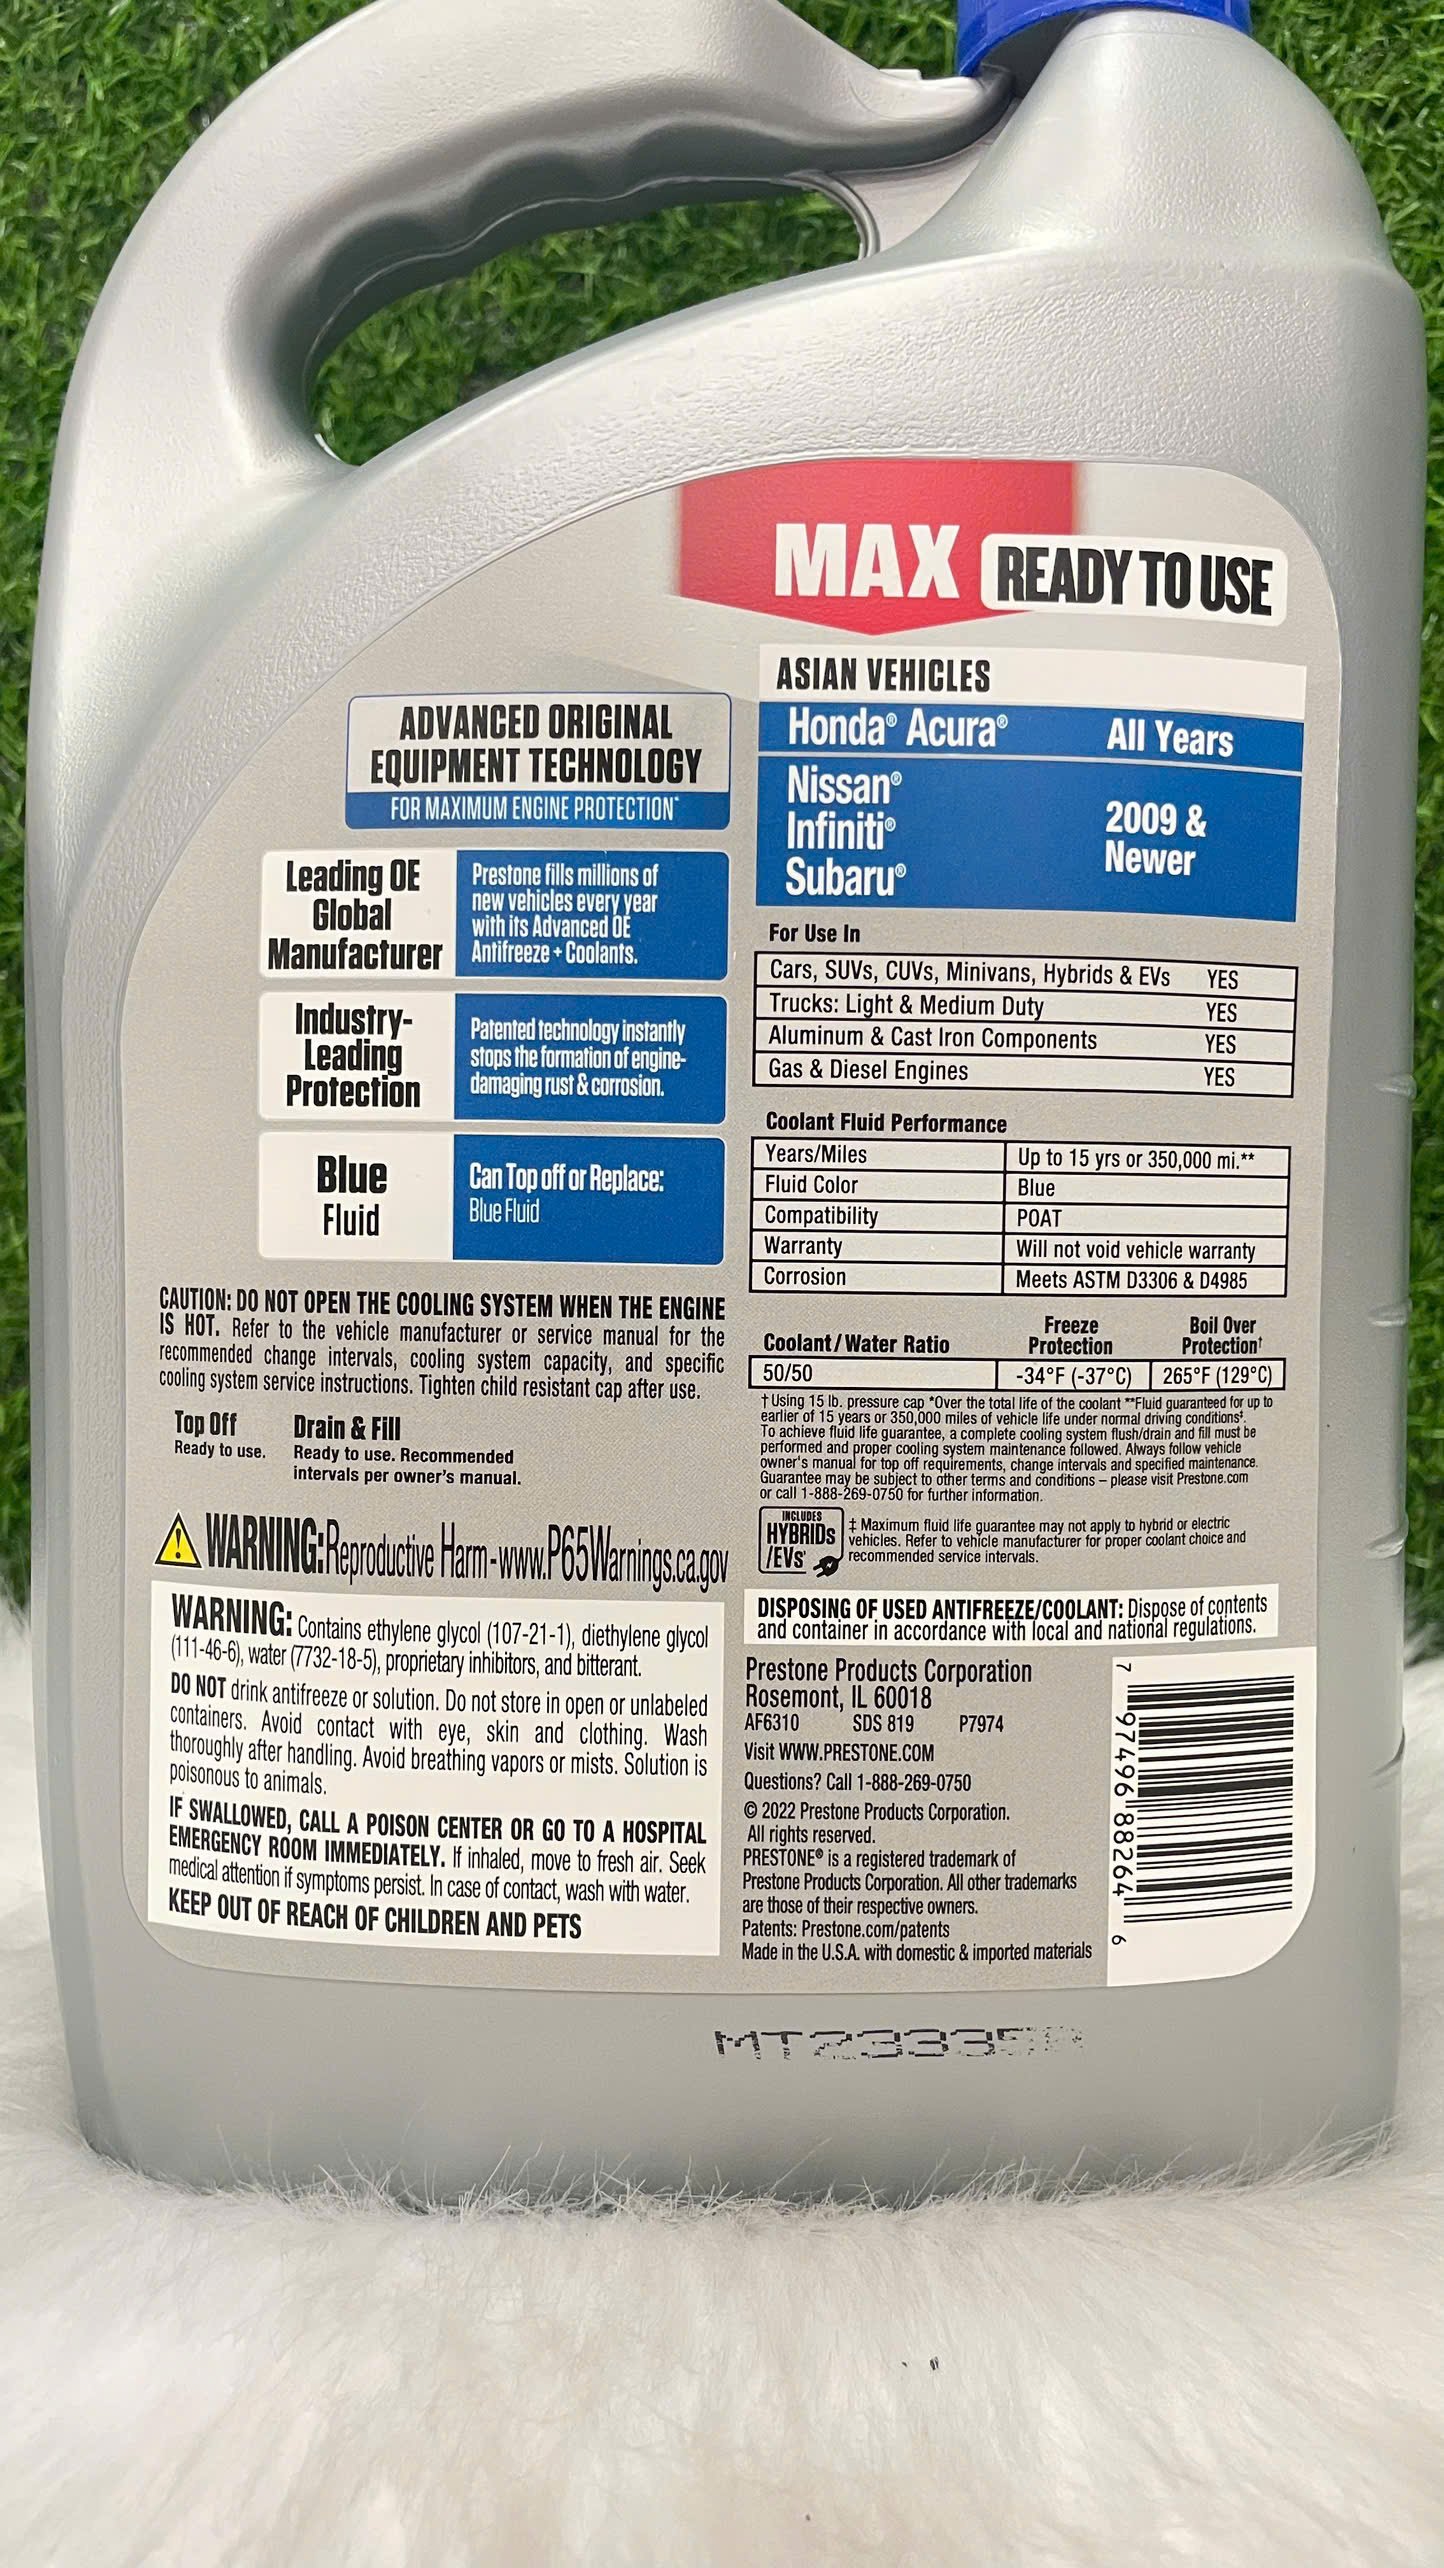 MAX READY TO USE
ADVANCED ORIGINAL
EQUIPMENT TECHNOLOGY
FOR MAXIMUM ENGINE PROTECTION*
Leading OE
Global
Manufacturer
Prestone fills millions of
new vehicles every year
with its Advanced OE
Antifreeze + Coolants.
Industry-
Leading
Protection
Patented technology instantly
stops the formation of engine-
damaging rust & corrosion.
Blue
Fluid
Can Top off or Replace:
Blue Fluid
CAUTION: DO NOT OPEN THE COOLING SYSTEM WHEN THE ENGINE
IS HOT. Refer to the vehicle manufacturer or service manual for the
recommended change intervals, cooling system capacity, and specific
cooling system service instructions. Tighten child resistant cap after use.
Top Off
Ready to use.
Drain & Fill
Ready to use. Recommended
intervals per owner's manual.
WARNING: Reproductive Harm-www.P65Warnings.ca.gov
WARNING: Contains ethylene glycol (107-21-1), diethylene glycol
(111-46-6), water (7732-18-5), proprietary inhibitors, and bitterant.
DO NOT drink antifreeze or solution. Do not store in open or unlabeled
containers. Avoid contact with eye, skin and clothing. Wash
thoroughly after handling. Avoid breathing vapors or mists. Solution is
poisonous to animals.
IF SWALLOWED, CALL A POISON CENTER OR GO TO A HOSPITAL
EMERGENCY ROOM IMMEDIATELY. If inhaled, move to fresh air. Seek
medical attention if symptoms persist. In case of contact, wash with water.
KEEP OUT OF REACH OF CHILDREN AND PETS
ASIAN VEHICLES
Honda® Acura® All Years
Nissan®
Infiniti®
Subaru®
2009 &
Newer
For Use In
Cars, SUVs, CUVs, Minivans, Hybrids & EVs YES
Trucks: Light & Medium Duty YES
Aluminum & Cast Iron Components YES
Gas & Diesel Engines YES
Coolant Fluid Performance
Years/Miles Up to 15 yrs or 350,000 mi.**
Fluid Color Blue
Compatibility POAT
Warranty Will not void vehicle warranty
Corrosion Meets ASTM D3306 & D4985
Coolant / Water Ratio Freeze Protection Boil Over Protection†
50/50 -34°F (-37°C) 265°F (129°C)
† Using 15 lb. pressure cap *Over the total life of the coolant **Fluid guaranteed for up to
earlier of 15 years or 350,000 miles of vehicle life under normal driving conditions‡.
To achieve fluid life guarantee, a complete cooling system flush/drain and fill must be
performed and proper cooling system maintenance followed. Always follow vehicle
owner's manual for top off requirements, change intervals and specified maintenance.
Guarantee may be subject to other terms and conditions – please visit Prestone.com
or call 1-888-269-0750 for further information.
INCLUDES
HYBRIDs
/EVs‡
‡ Maximum fluid life guarantee may not apply to hybrid or electric
vehicles. Refer to vehicle manufacturer for proper coolant choice and
recommended service intervals.
DISPOSING OF USED ANTIFREEZE/COOLANT: Dispose of contents
and container in accordance with local and national regulations.
Prestone Products Corporation
Rosemont, IL 60018
AF6310 SDS 819 P7974
Visit WWW.PRESTONE.COM
Questions? Call 1-888-269-0750
© 2022 Prestone Products Corporation.
All rights reserved.
PRESTONE® is a registered trademark of
Prestone Products Corporation. All other trademarks
are those of their respective owners.
Patents: Prestone.com/patents
Made in the U.S.A. with domestic & imported materials
7 97496 88264 6